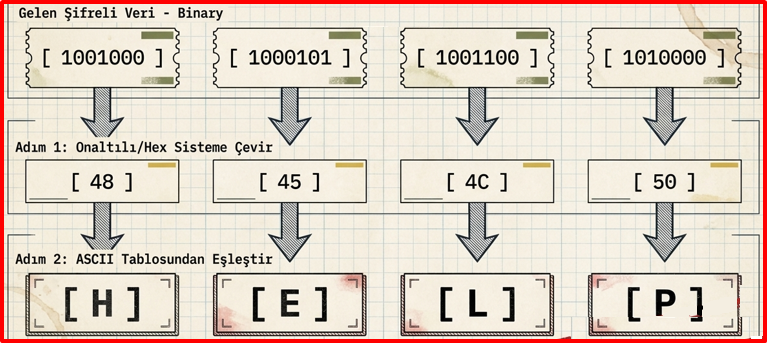 Gelen Şifreli Veri - Binary
[ 1001000 ] [ 1000101 ] [ 1001100 ] [ 1010000 ]
Adım 1: Onaltılı/Hex Sisteme Çevir
[ 48 ] [ 45 ] [ 4C ] [ 50 ]
Adım 2: ASCII Tablosundan Eşleştir
[ H ] [ E ] [ L ] [ P ]